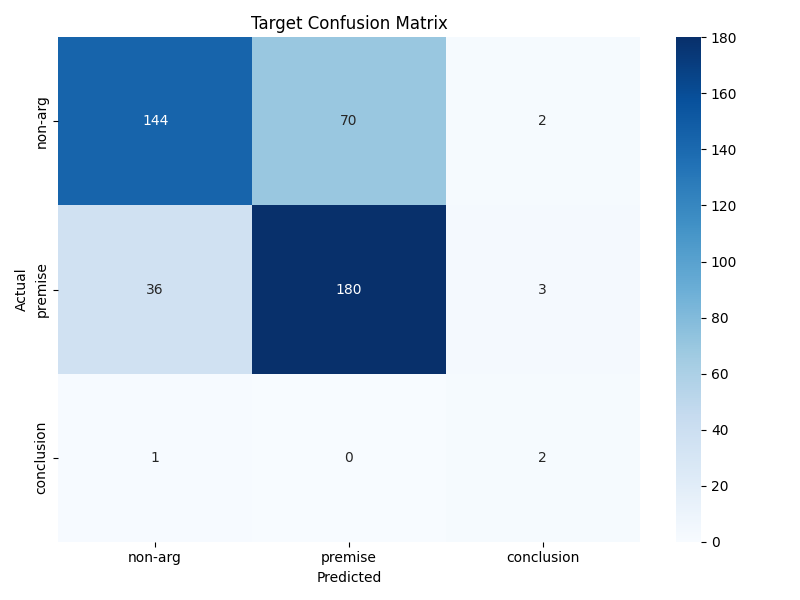 Target Confusion Matrix
Actual
non-arg
premise
conclusion
144 70 2
36 180 3
1 0 2
non-arg premise conclusion
Predicted
180
160
140
120
100
80
60
40
20
0